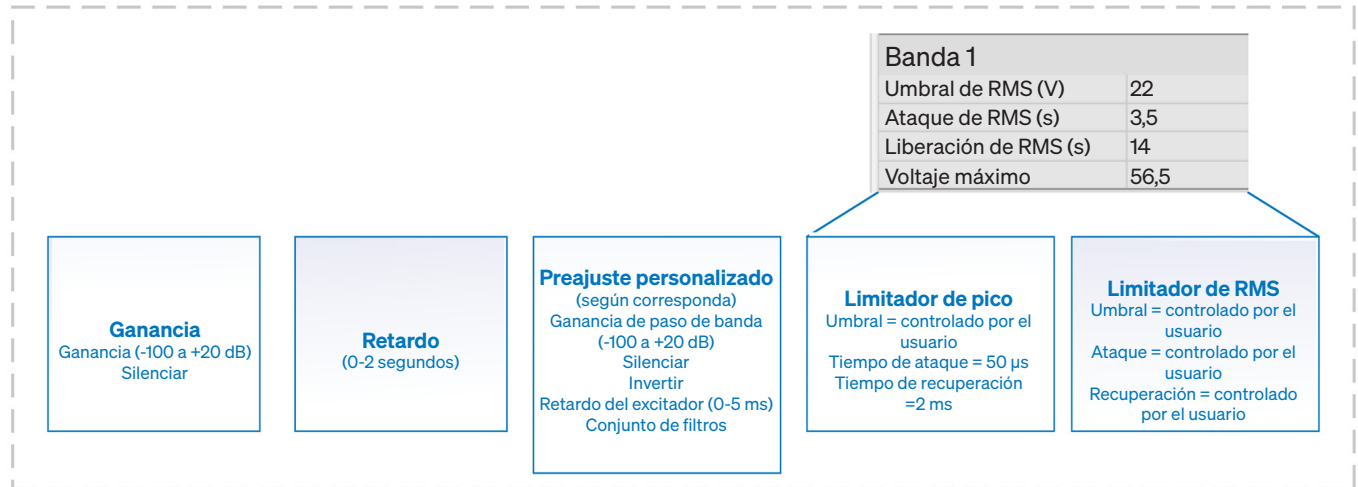 Banda 1
Umbral de RMS (V) 22
Ataque de RMS (s) 3,5
Liberación de RMS (s) 14
Voltaje máximo 56,5
Ganancia
Ganancia (-100 a +20 dB)
Silenciar
Retardo
(0-2 segundos)
Preajuste personalizado
(según corresponda)
Ganancia de paso de banda
(-100 a +20 dB)
Silenciar
Invertir
Retardo del excitador (0-5 ms)
Conjunto de filtros
Limitador de pico
Umbral = controlado por el
usuario
Tiempo de ataque = 50 µs
Tiempo de recuperación
=2 ms
Limitador de RMS
Umbral = controlado por el
usuario
Ataque = controlado por el
usuario
Recuperación = controlado
por el usuario